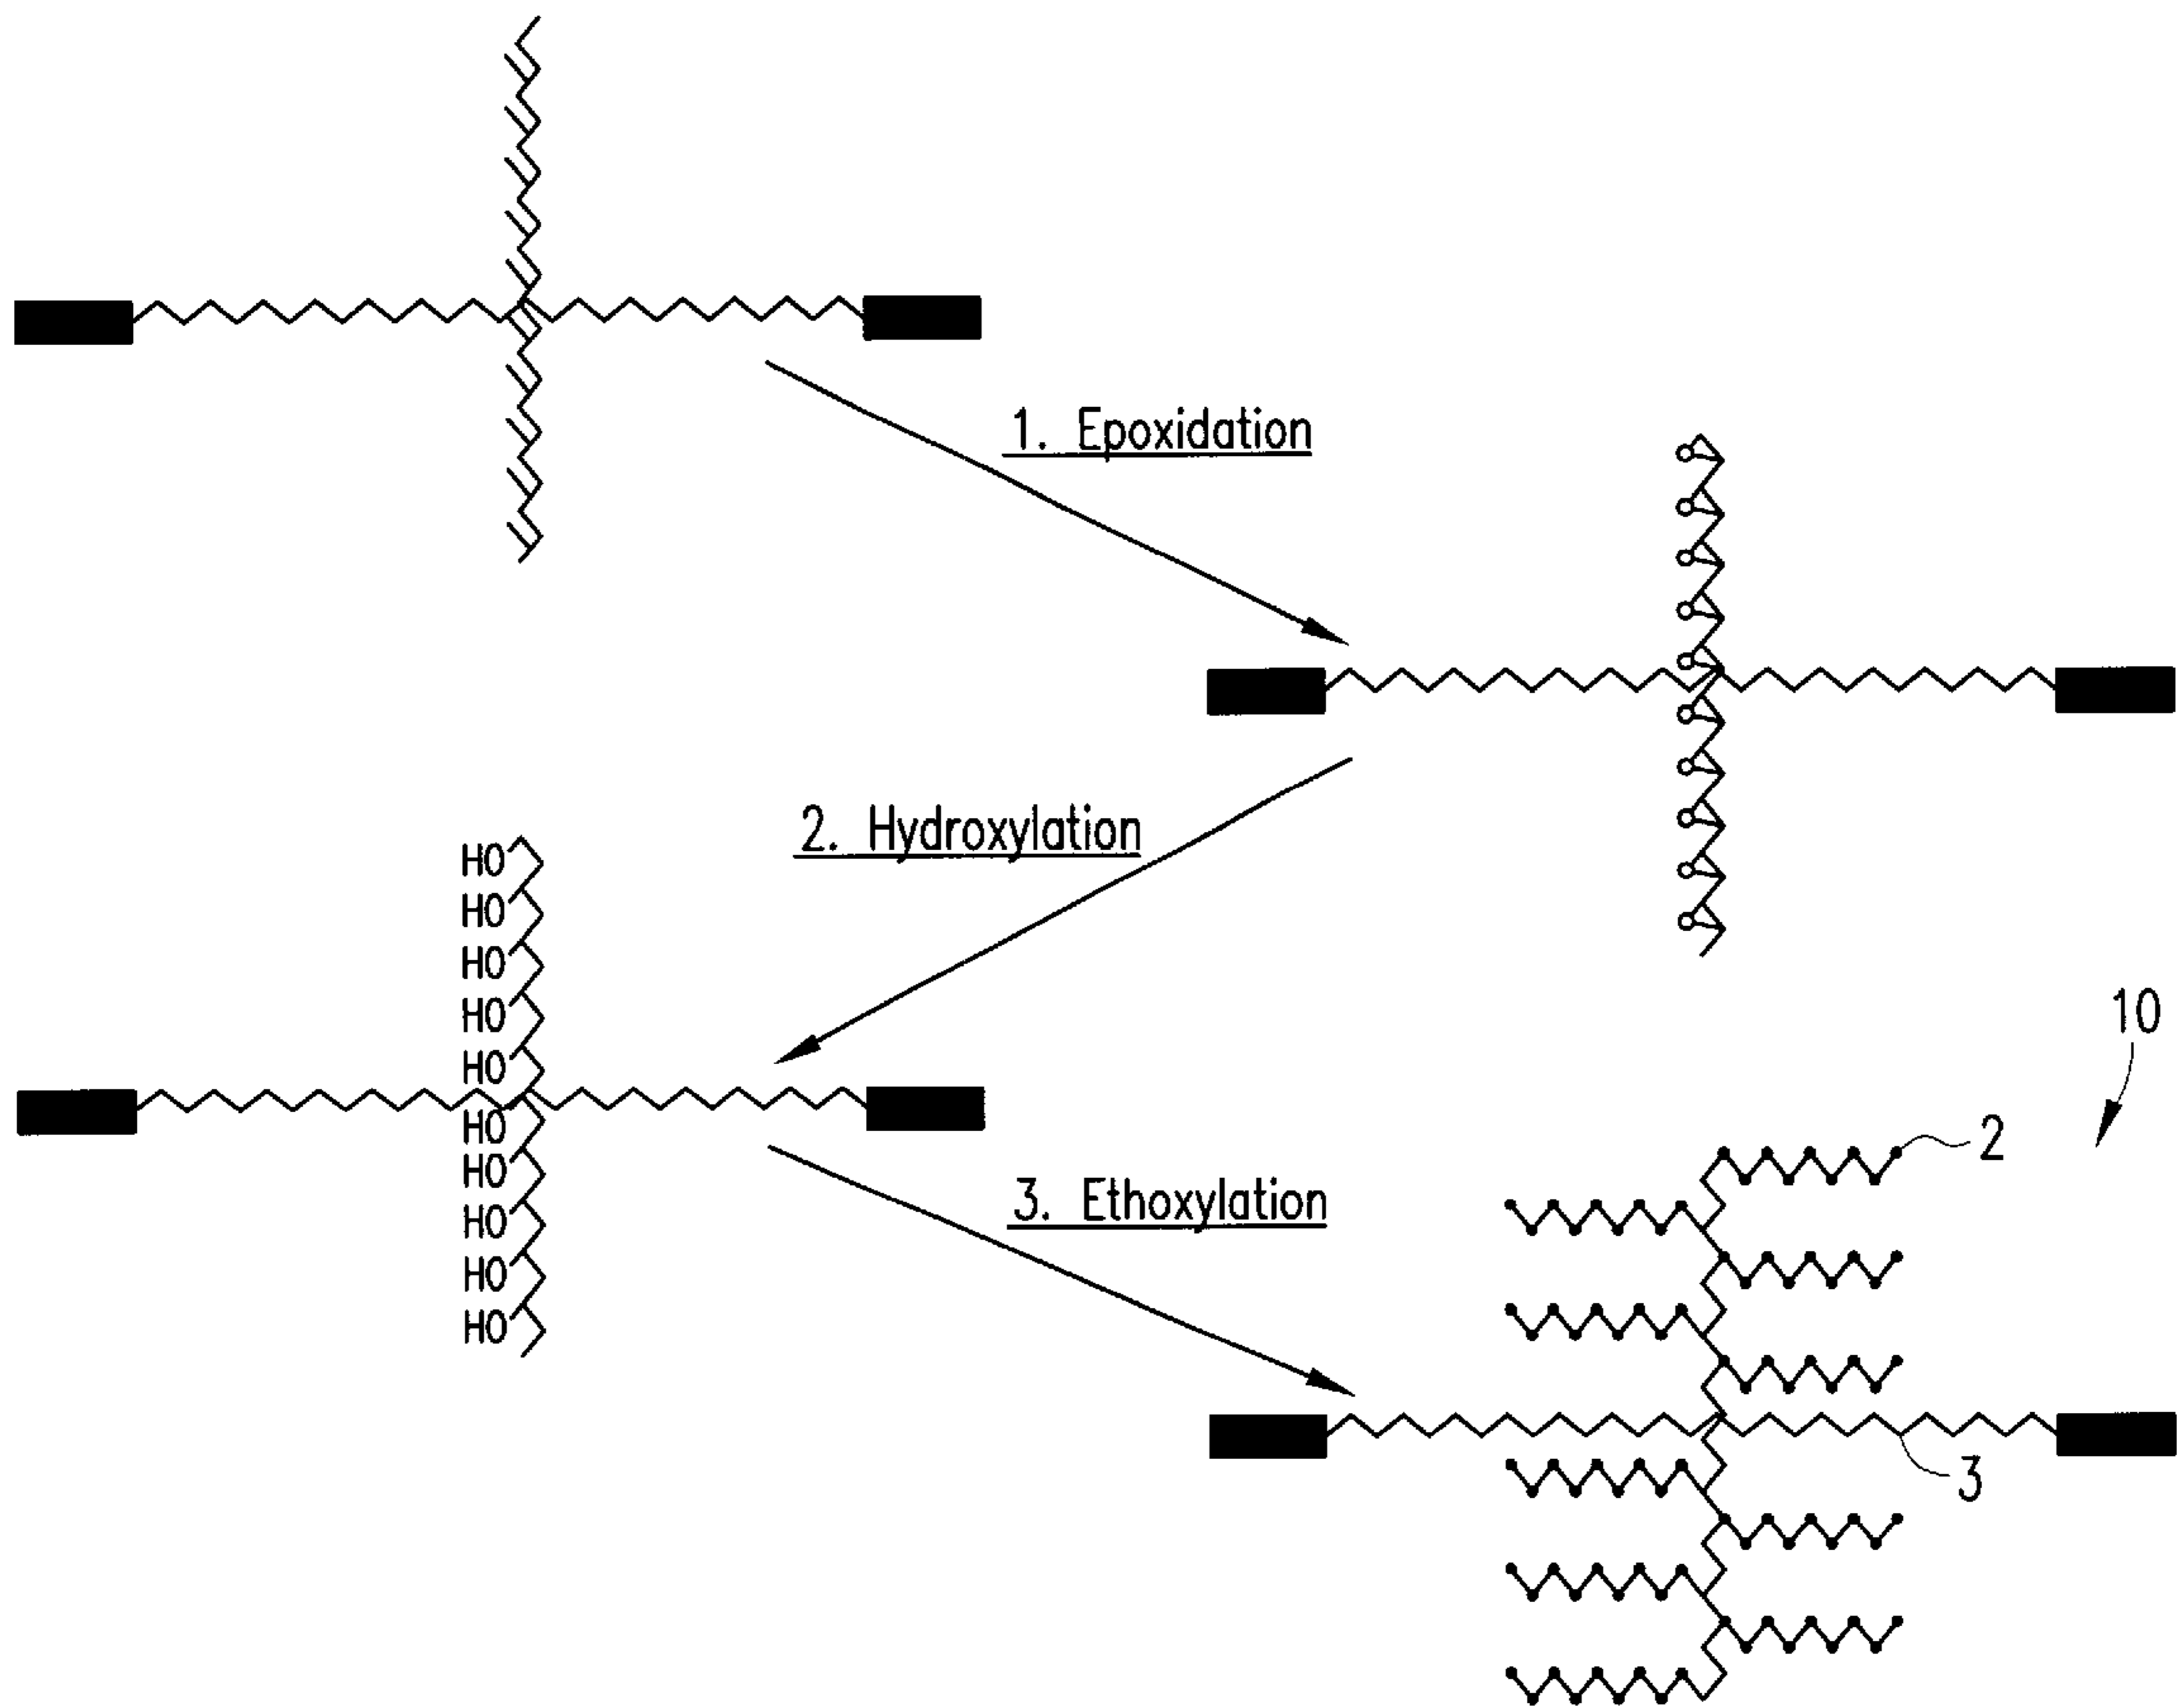 1. Epoxidation
2. Hydroxylation
HO
HO
HO
HO
HO
HO
HO
HO
HO
HO
10
2
3. Ethoxylation
3